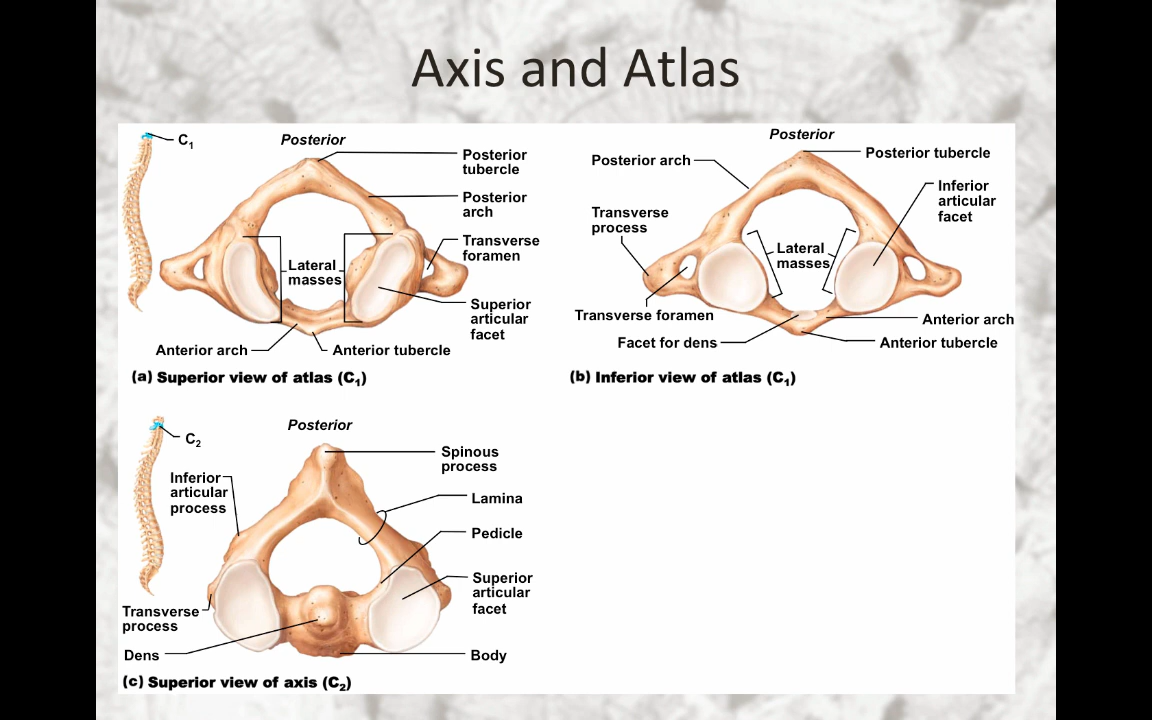 Axis and Atlas
C1
Posterior
Posterior
tubercle
Posterior
arch
Transverse
foramen
Lateral
masses
Superior
articular
facet
Anterior arch
Anterior tubercle
(a) Superior view of atlas (C1)
Posterior
Posterior arch
Posterior tubercle
Inferior
articular
facet
Transverse
process
Lateral
masses
Transverse foramen
Anterior arch
Facet for dens
Anterior tubercle
(b) Inferior view of atlas (C1)
C2
Posterior
Spinous
process
Inferior
articular
process
Lamina
Pedicle
Superior
articular
facet
Transverse
process
Dens
Body
(c) Superior view of axis (C2)